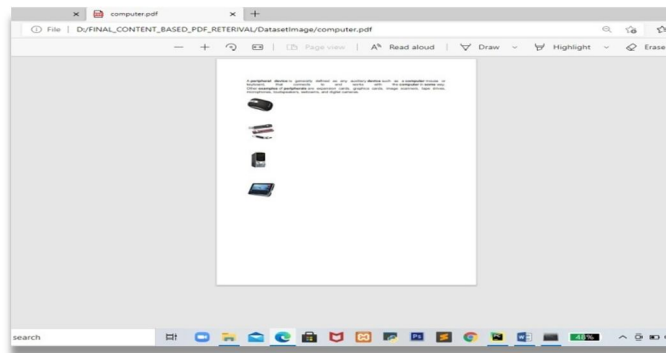 computer.pdf
File | D:/FINAL_CONTENT_BASED_PDF_RETERIVAL/DatasetImage/computer.pdf
Page view | Read aloud | Draw Highlight Erase
A peripheral device is generally defined as any auxiliary device such as a computer mouse or
keyboard that connects to and works with the computer in some way.
Other examples of peripherals are expansion cards, graphics cards, image scanners, tape drives,
microphones, loudspeakers, webcams, and digital cameras.
search
48%